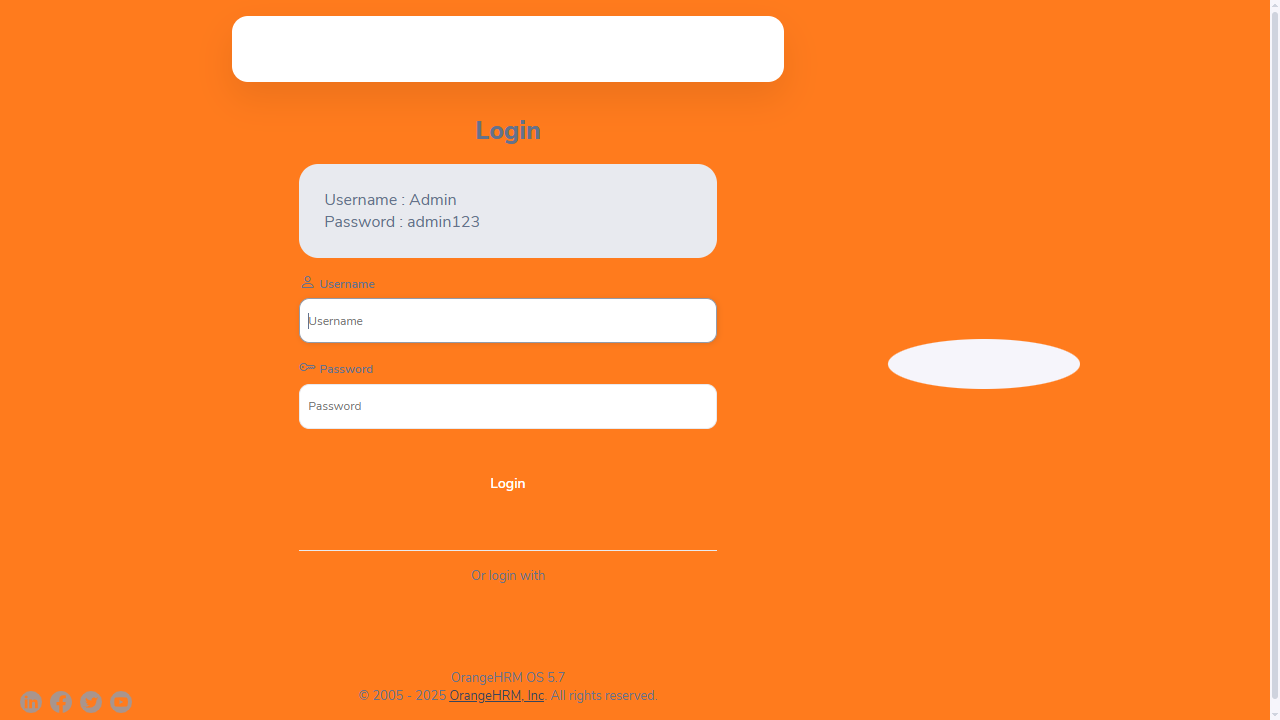 Login
Username : Admin
Password : admin123
Username
Username
Password
Password
Login
Or login with
OrangeHRM OS 5.7
© 2005 - 2025 OrangeHRM, Inc. All rights reserved.